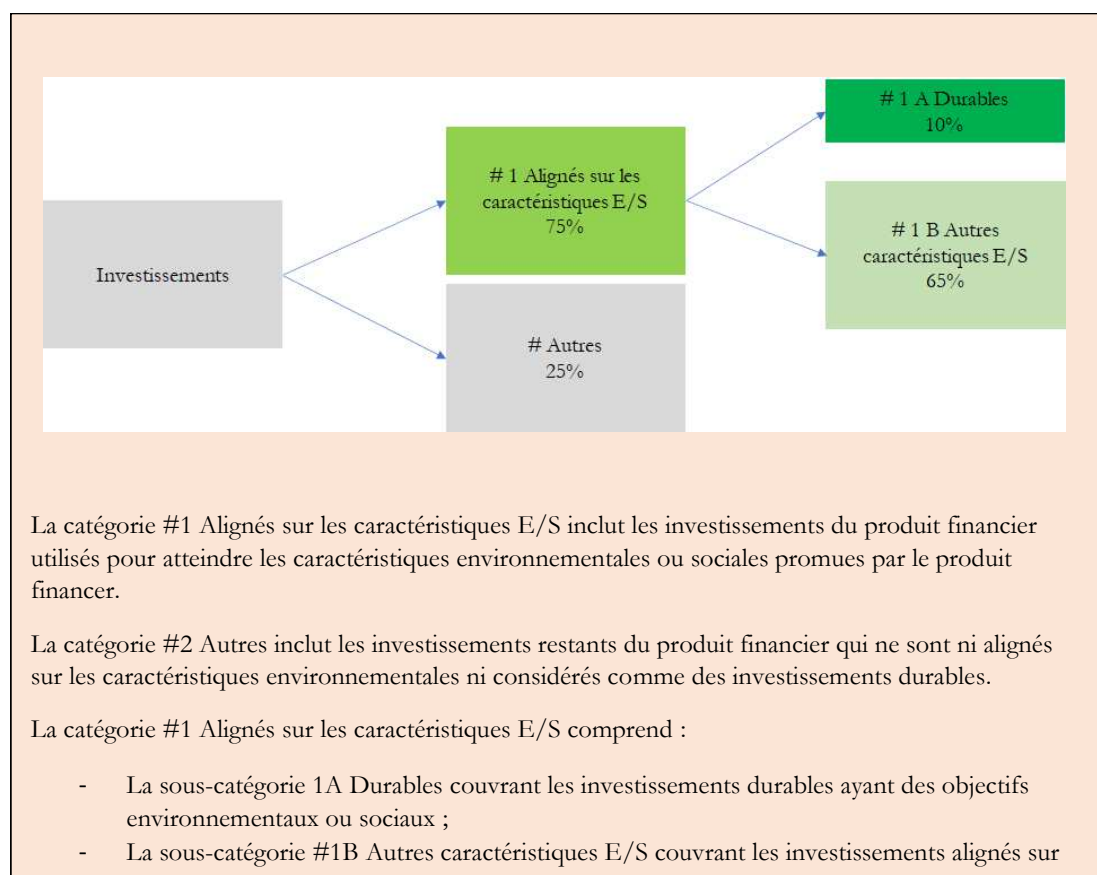 # 1 A Durables
10%
# 1 Alignés sur les
caractéristiques E/S
75%
# 1 B Autres
caractéristiques E/S
65%
Investissements
# Autres
25%
La catégorie #1 Alignés sur les caractéristiques E/S inclut les investissements du produit financier
utilisés pour atteindre les caractéristiques environnementales ou sociales promues par le produit
financer.
La catégorie #2 Autres inclut les investissements restants du produit financier qui ne sont ni alignés
sur les caractéristiques environnementales ni considérés comme des investissements durables.
La catégorie #1 Alignés sur les caractéristiques E/S comprend :
- La sous-catégorie 1A Durables couvrant les investissements durables ayant des objectifs
environnementaux ou sociaux ;
- La sous-catégorie #1B Autres caractéristiques E/S couvrant les investissements alignés sur